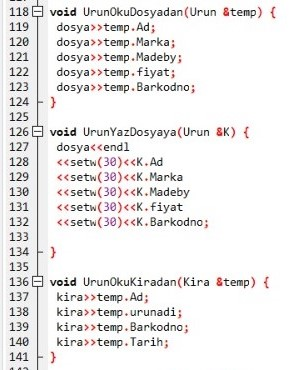 118 void UrunOkuDosyadan(Urun &temp) {
119 dosya>>temp.Ad;
120 dosya>>temp.Marka;
121 dosya>>temp.Madeby;
122 dosya>>temp.fiyat;
123 dosya>>temp.Barkodno;
124 }
125
126 void UrunYazDosyaya(Urun &K) {
127 dosya<<endl
128 <<setw(30)<<K.Ad
129 <<setw(30)<<K.Marka
130 <<setw(30)<<K.Madeby
131 <<setw(30)<<K.fiyat
132 <<setw(30)<<K.Barkodno;
133
134 }
135
136 void UrunOkuKiradan(Kira &temp) {
137 kira>>temp.Ad;
138 kira>>temp.urunadi;
139 kira>>temp.Barkodno;
140 kira>>temp.Tarih;
141 }